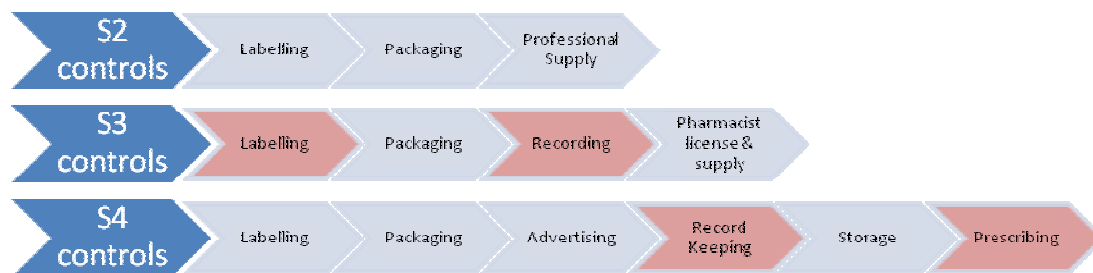 S2
controls
Labelling
Packaging
Professional
Supply
S3
controls
Labelling
Packaging
Recording
Pharmacist
license &
supply
S4
controls
Labelling
Packaging
Advertising
Record
Keeping
Storage
Prescribing